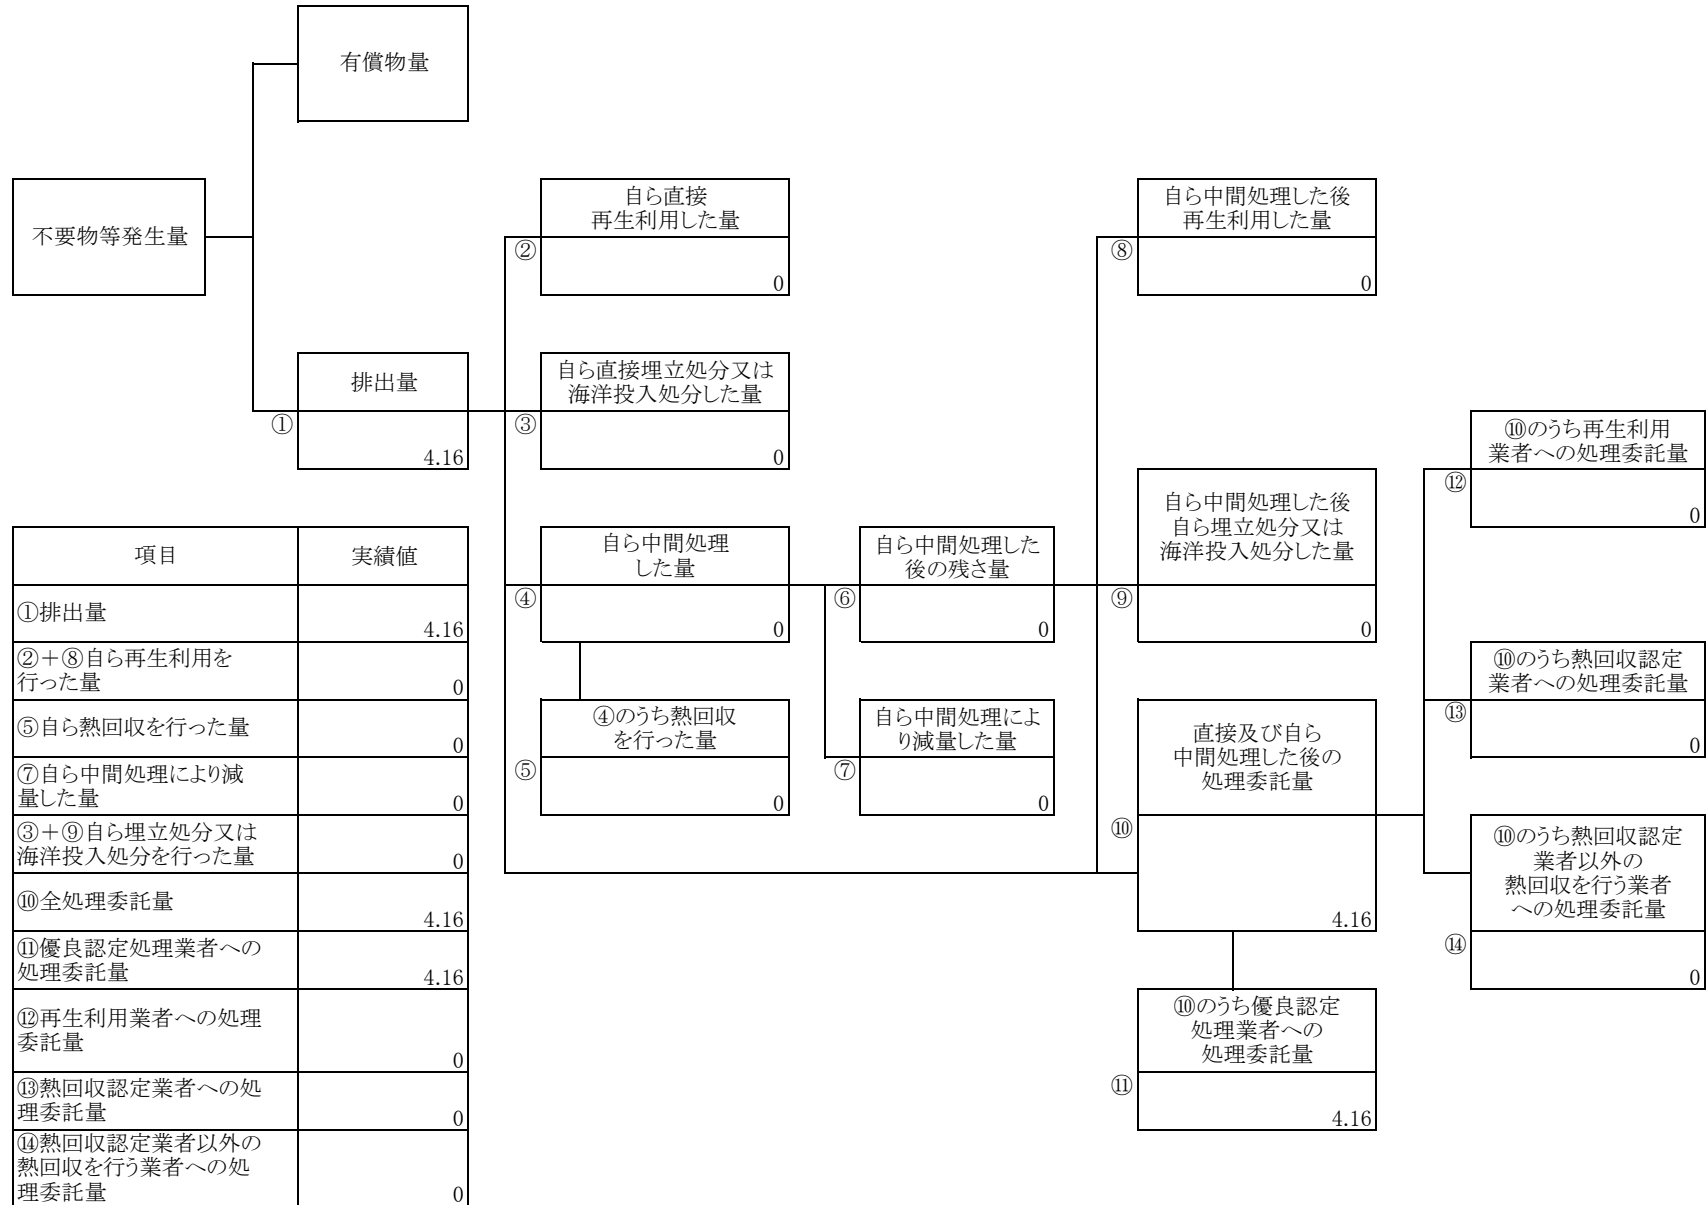 有償物量
不要物等発生量
自ら直接
再生利用した量
②
0
自ら中間処理した後
再生利用した量
⑧
0
排出量
①
4.16
自ら直接埋立処分又は
海洋投入処分した量
③
0
⑩のうち再生利用
業者への処理委託量
⑫
0
自ら中間処理した後
自ら埋立処分又は
海洋投入処分した量
⑨
0
自ら中間処理
した量
④
0
自ら中間処理した
後の残さ量
⑥
0
⑩のうち熱回収認定
業者への処理委託量
⑬
0
④のうち熱回収
を行った量
⑤
0
自ら中間処理によ
り減量した量
⑦
0
直接及び自ら
中間処理した後の
処理委託量
⑩
4.16
⑩のうち熱回収認定
業者以外の
熱回収を行う業者
への処理委託量
⑭
0
⑩のうち優良認定
処理業者への
処理委託量
⑪
4.16
項目 実績値
①排出量
4.16
②＋⑧自ら再生利用を
行った量
0
⑤自ら熱回収を行った量
0
⑦自ら中間処理により減
量した量
0
③＋⑨自ら埋立処分又は
海洋投入処分を行った量
0
⑩全処理委託量
4.16
⑪優良認定処理業者への
処理委託量
4.16
⑫再生利用業者への処理
委託量
0
⑬熱回収認定業者への処
理委託量
0
⑭熱回収認定業者以外の
熱回収を行う業者への処
理委託量
0